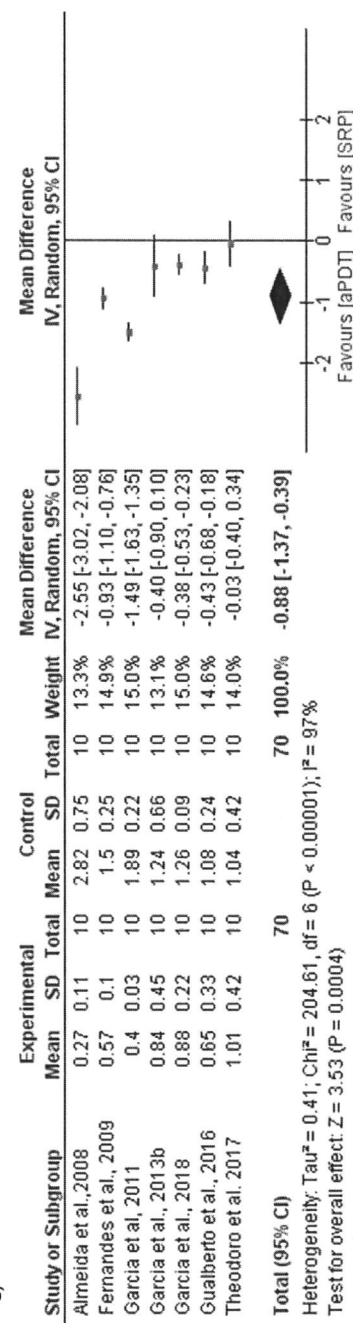 Experimental Control Mean Difference Mean Difference
Study or Subgroup Mean SD Total Mean SD Total Weight IV, Random, 95% CI IV, Random, 95% CI
Almeida et al.,2008 0.27 0.11 10 2.82 0.75 10 13.3% -2.55 [-3.02, -2.08]
Fernandes et al., 2009 0.57 0.1 10 1.5 0.25 10 14.9% -0.93 [-1.10, -0.76]
Garcia et al, 2011 0.4 0.03 10 1.89 0.22 10 15.0% -1.49 [-1.63, -1.35]
Garcia et al., 2013b 0.84 0.45 10 1.24 0.66 10 13.1% -0.40 [-0.90, 0.10]
Garcia et al., 2018 0.88 0.22 10 1.26 0.09 10 15.0% -0.38 [-0.53, -0.23]
Gualberto et al., 2016 0.65 0.33 10 1.08 0.24 10 14.6% -0.43 [-0.68, -0.18]
Theodoro et al. 2017 1.01 0.42 10 1.04 0.42 10 14.0% -0.03 [-0.40, 0.34]
Total (95% CI) 70 70 100.0% -0.88 [-1.37, -0.39]
Heterogeneity: Tau² = 0.41; Chi² = 204.61, df = 6 (P < 0.00001); I² = 97%
Test for overall effect: Z = 3.53 (P = 0.0004)
-2 -1 0 1 2
Favours [aPDT] Favours [SRP]